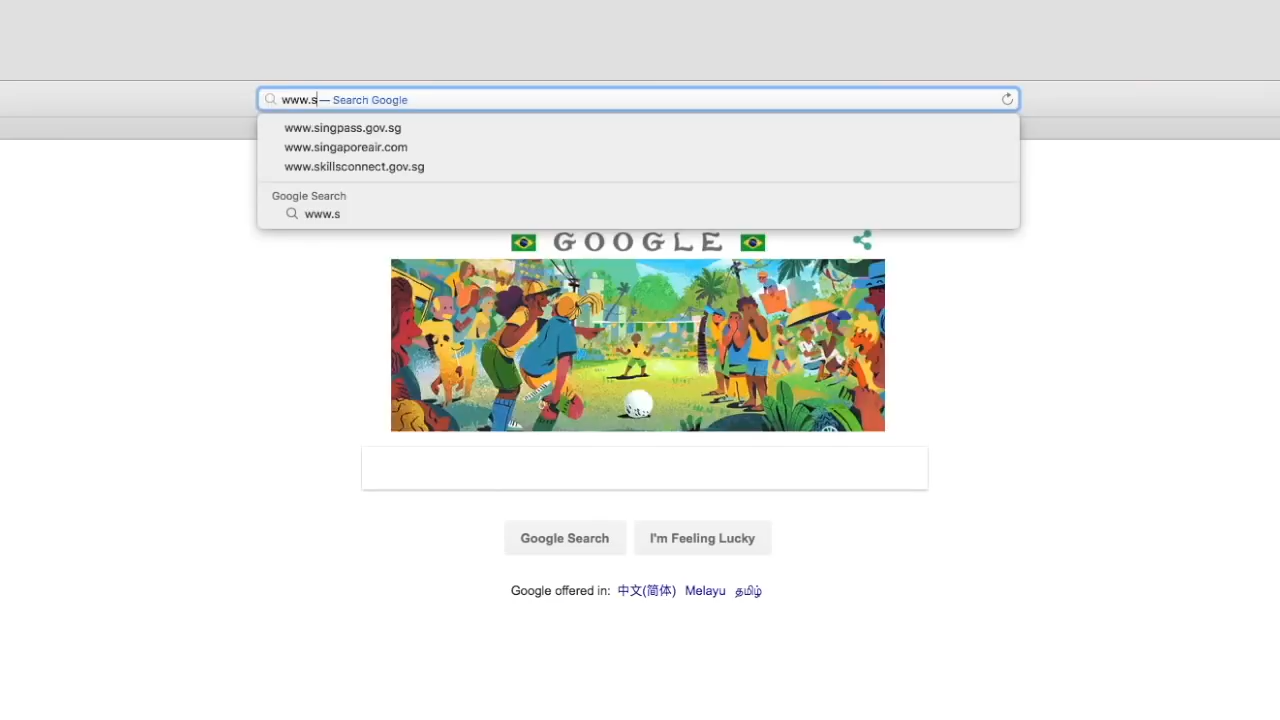 www.s — Search Google
www.singpass.gov.sg
www.singaporeair.com
www.skillsconnect.gov.sg
Google Search
www.s
GOOGLE
Google Search I'm Feeling Lucky
Google offered in: 中文(简体) Melayu தமிழ்